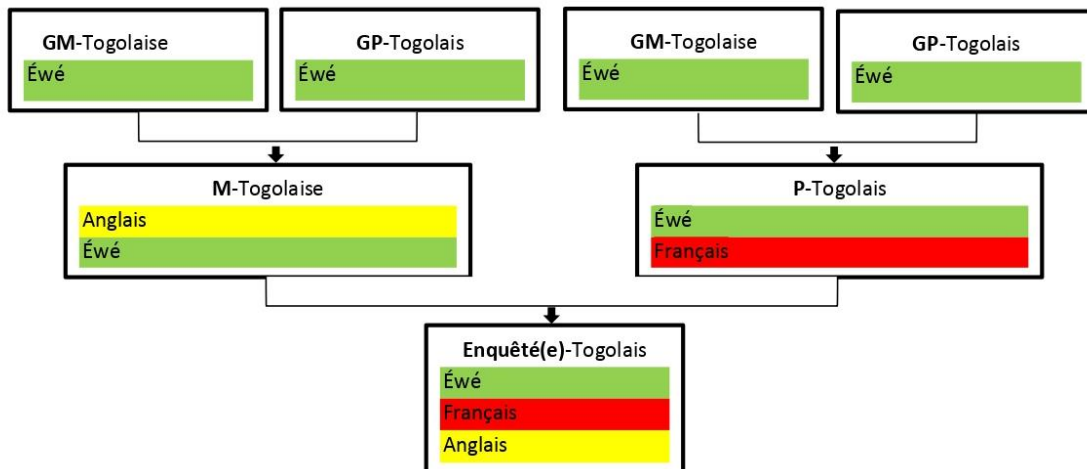 GM-Togolaise
Éwé
GP-Togolais
Éwé
GM-Togolaise
Éwé
GP-Togolais
Éwé
M-Togolaise
Anglais
Éwé
P-Togolais
Éwé
Français
Enquêté(e)-Togolais
Éwé
Français
Anglais